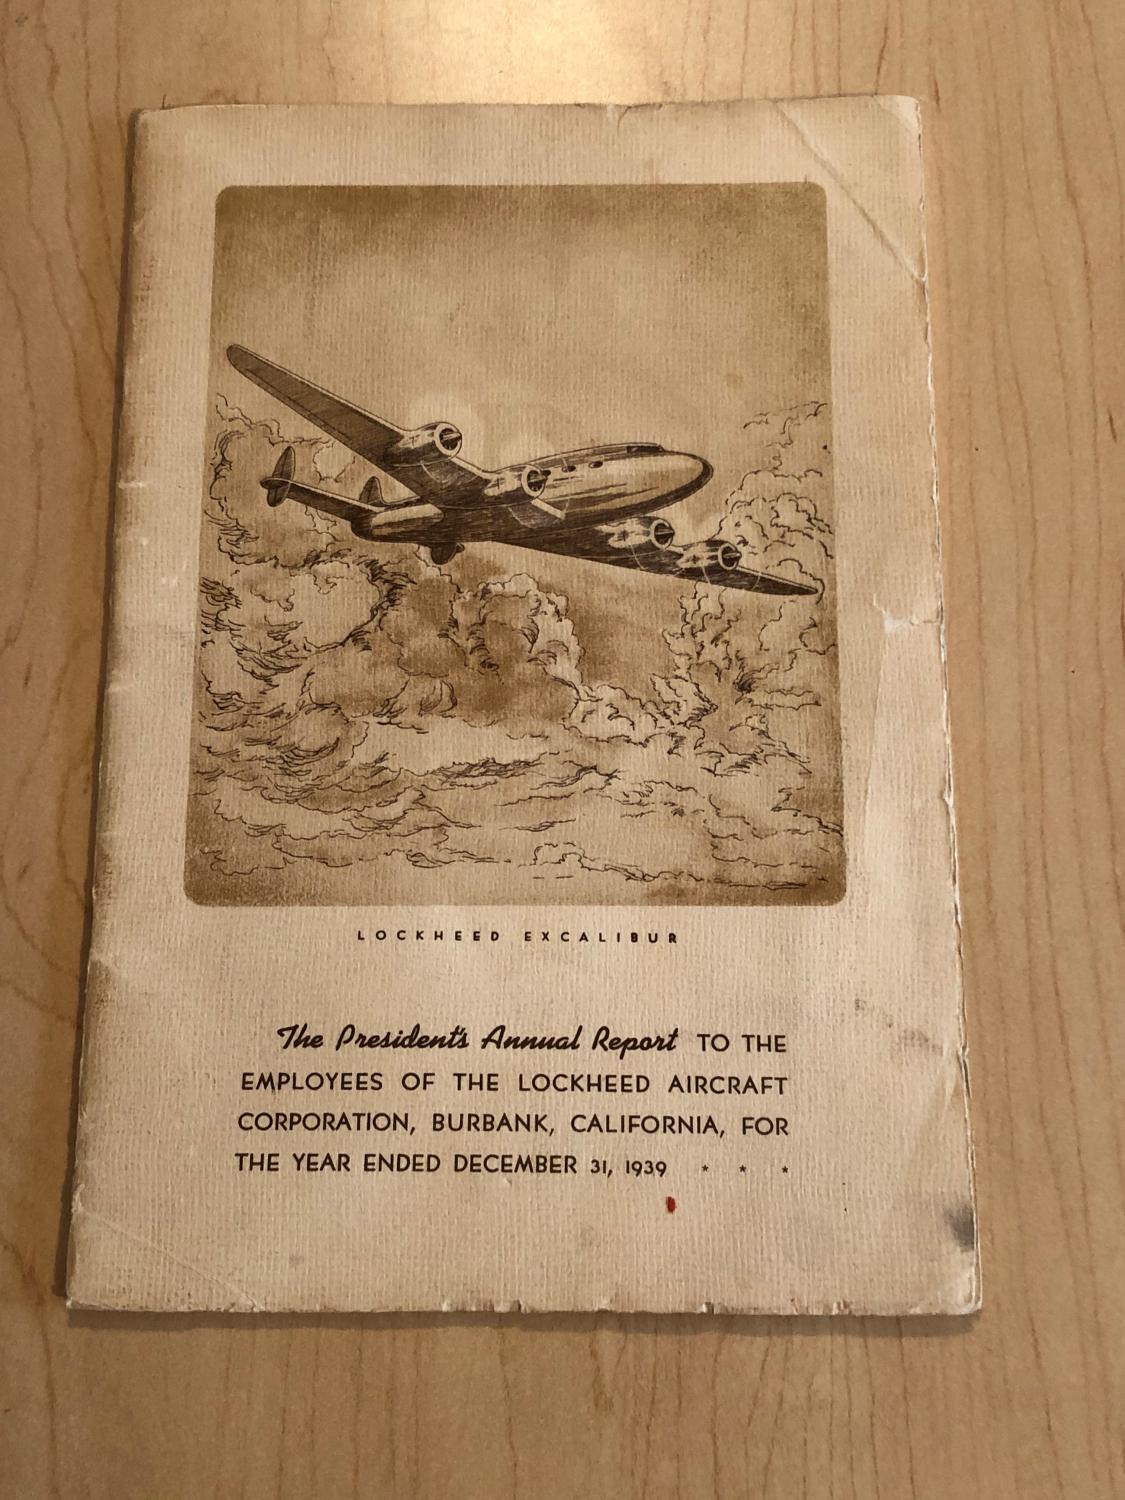 LOCKHEED EXCALIBUR
The President's Annual Report TO THE
EMPLOYEES OF THE LOCKHEED AIRCRAFT
CORPORATION, BURBANK, CALIFORNIA, FOR
THE YEAR ENDED DECEMBER 31, 1939 * * *